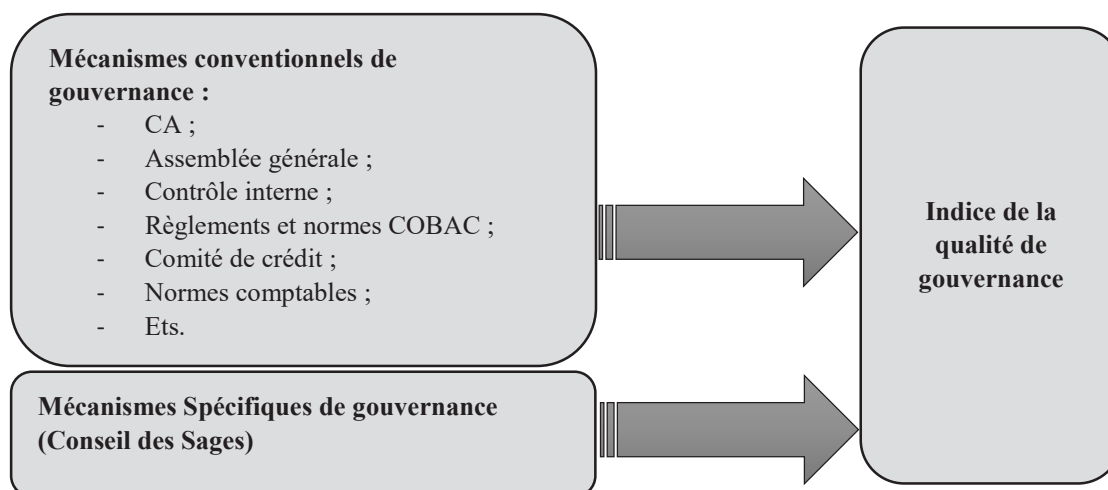 Mécanismes conventionnels de
gouvernance :
- CA ;
- Assemblée générale ;
- Contrôle interne ;
- Règlements et normes COBAC ;
- Comité de crédit ;
- Normes comptables ;
- Ets.
Mécanismes Spécifiques de gouvernance
(Conseil des Sages)
Indice de la
qualité de
gouvernance